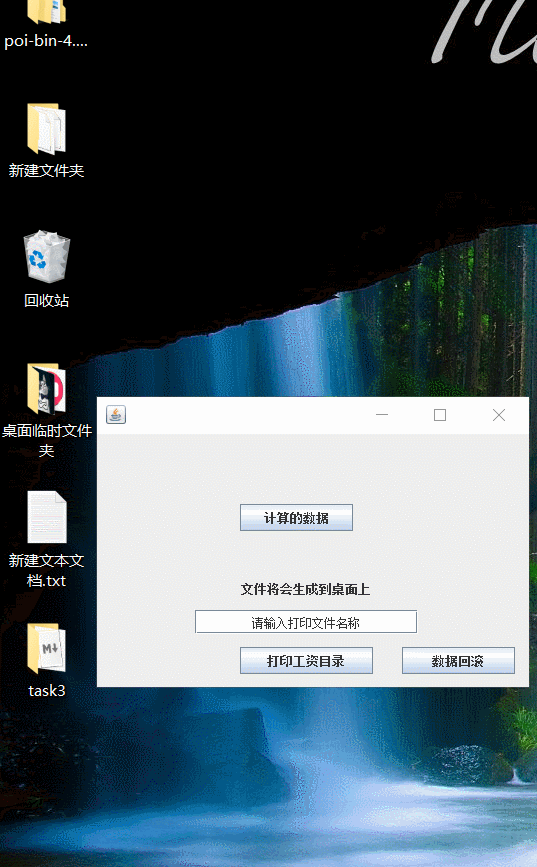 poi-bin-4....
新建文件夹
回收站
桌面临时文件
夹
新建文本文
档.txt
task3
计算的数据
文件将会生成到桌面上
请输入打印文件名称
打印工资目录
数据回滚